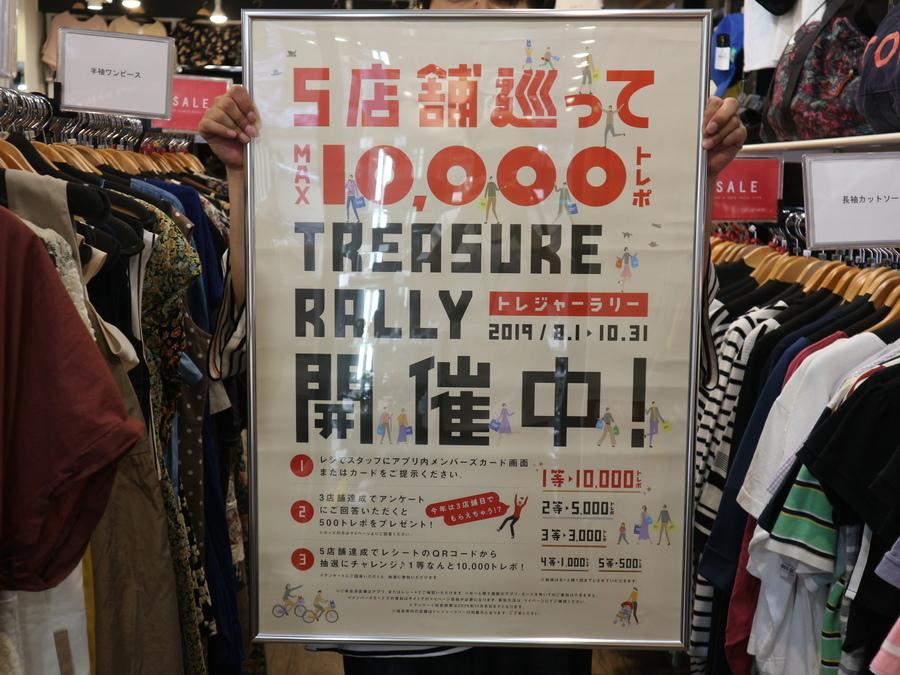 半袖ワンピース
SALE
5店舗巡って
MAX 10,000 トレポ
TREASURE
RALLY トレジャーラリー
2019/8.1▶10.31
開催中!
1 レジでスタッフにアプリ内メンバーズカード画面
またはカードをご提示ください。
2 3店舗達成でアンケート
にご回答いただくと
500トレポをプレゼント!
今年は3店舗目で
もらえちゃう!?
3 5店舗達成でレシートのQRコードから
抽選にチャレンジ♪1等なんと10,000トレポ!
1等▶10,000トレポ
2等▶5,000トレポ
3等▶3,000トレポ
4等▶1,000トレポ 5等▶500トレポ
SALE
長袖カットソー